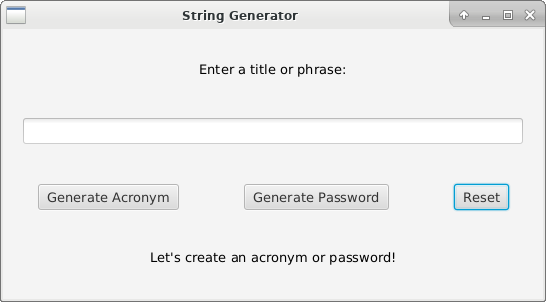 String Generator
Enter a title or phrase:
Generate Acronym
Generate Password
Reset
Let's create an acronym or password!